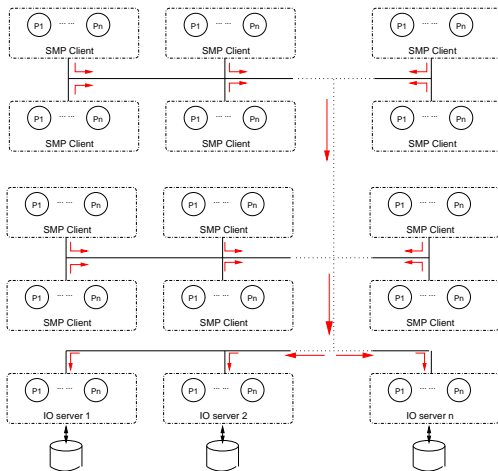 P1 ... ... Pn P1 ... ... Pn P1 ... ... Pn
SMP Client SMP Client SMP Client
P1 ... ... Pn P1 ... ... Pn P1 ... ... Pn
SMP Client SMP Client SMP Client
P1 ... ... Pn P1 ... ... Pn P1 ... ... Pn
SMP Client SMP Client SMP Client
P1 ... ... Pn P1 ... ... Pn P1 ... ... Pn
SMP Client SMP Client SMP Client
P1 ... ... Pn P1 ... ... Pn P1 ... ... Pn
IO server 1 IO server 2 IO server n